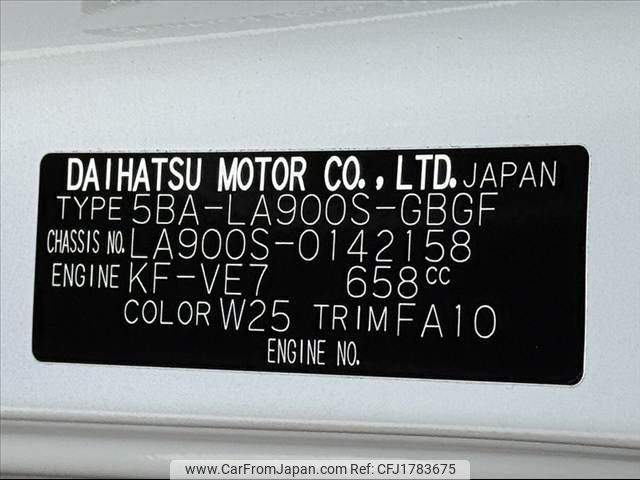 DAIHATSU MOTOR CO., LTD. JAPAN
TYPE 5BA-LA900S-GBGF
CHASSIS NO. LA900S-0142158
ENGINE KF-VE7 658cc
COLOR W25 TRIM FA10
ENGINE NO.
www.CarFromJapan.com | CFJ1783675